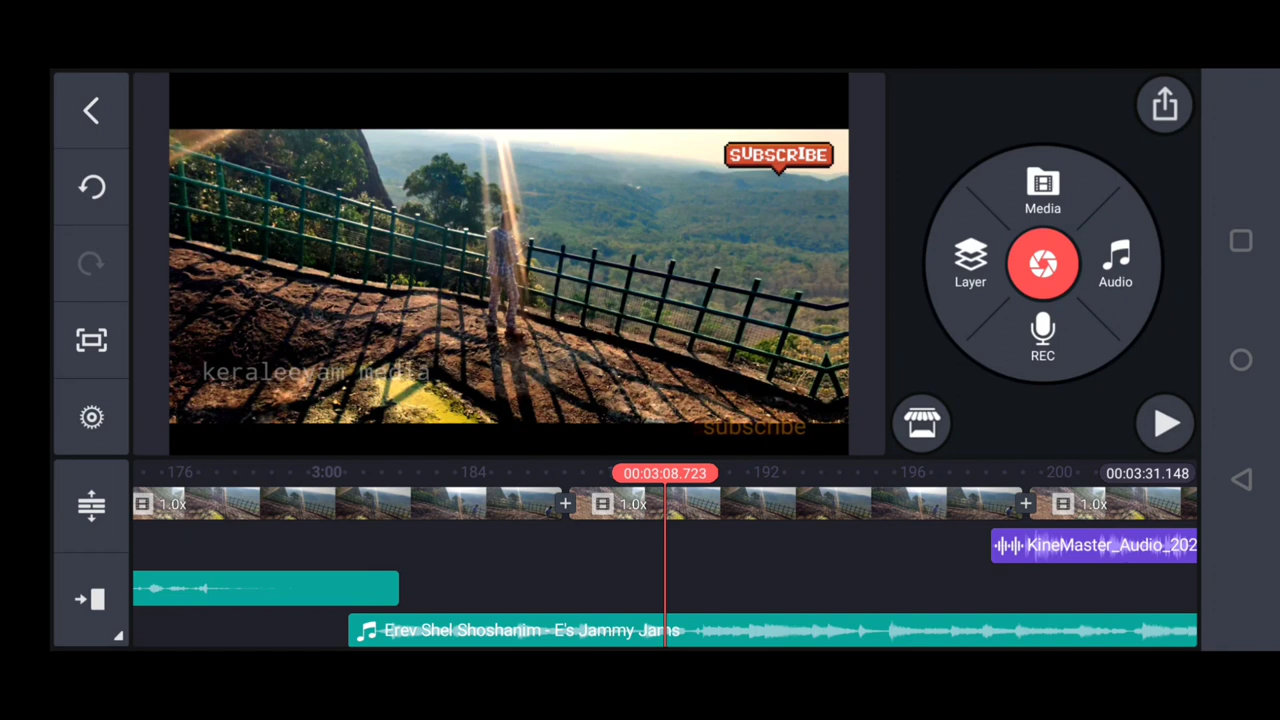 SUBSCRIBE
keraleeyam media
subscribe
Media
Layer
Audio
REC
176
3:00
184
00:03:08.723
192
196
200
00:03:31.148
1.0x
1.0x
1.0x
KineMaster_Audio_202
Erev Shel Shoshanim - E's Jammy Jams